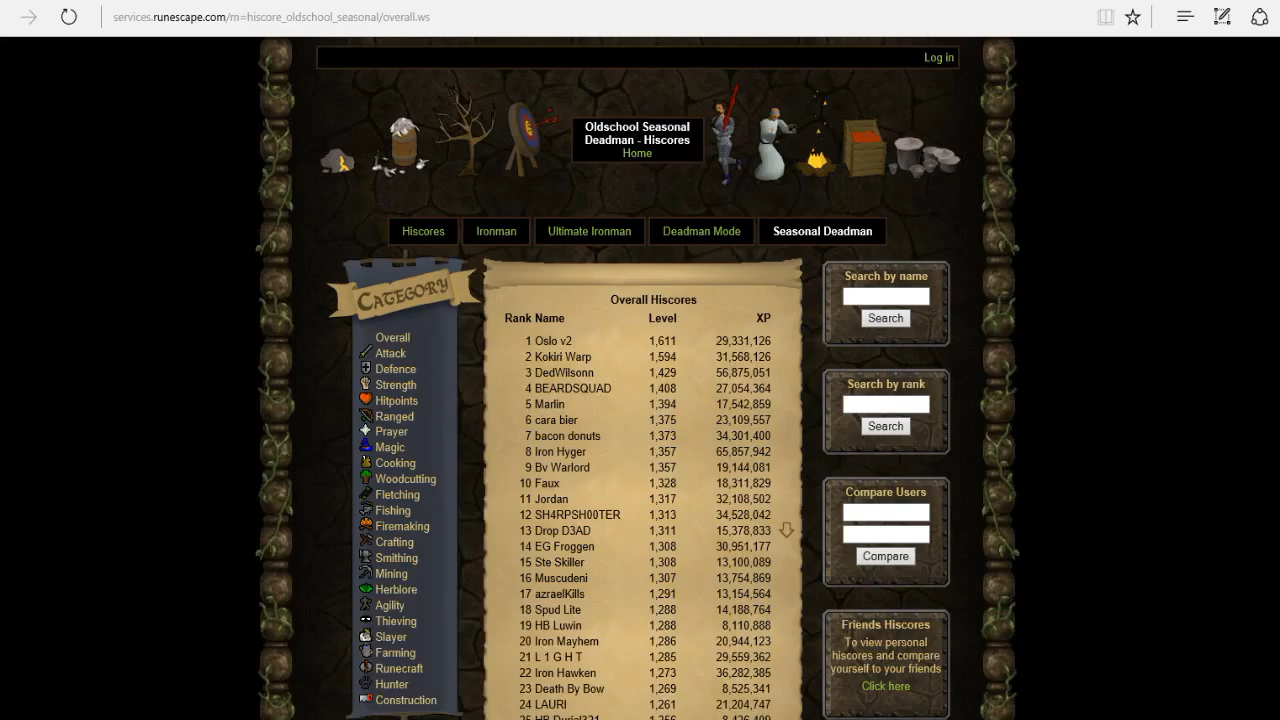 services.runescape.com/m=hiscore_oldschool_seasonal/overall.ws
Log in
Oldschool Seasonal
Deadman - Hiscores
Home
Hiscores Ironman Ultimate Ironman Deadman Mode Seasonal Deadman
CATEGORY
Overall
Attack
Defence
Strength
Hitpoints
Ranged
Prayer
Magic
Cooking
Woodcutting
Fletching
Fishing
Firemaking
Crafting
Smithing
Mining
Herblore
Agility
Thieving
Slayer
Farming
Runecraft
Hunter
Construction
Overall Hiscores
Rank Name Level XP
1 Oslo v2 1,611 29,331,126
2 Kokiri Warp 1,594 31,568,126
3 DedWilsonn 1,429 56,875,051
4 BEARDSQUAD 1,408 27,054,364
5 Marlin 1,394 17,542,859
6 cara bier 1,375 23,109,557
7 bacon donuts 1,373 34,301,400
8 Iron Hyger 1,357 65,857,942
9 Bv Warlord 1,357 19,144,081
10 Faux 1,328 18,311,829
11 Jordan 1,317 32,108,502
12 SH4RPSH00TER 1,313 34,528,042
13 Drop D3AD 1,311 15,378,833
14 EG Froggen 1,308 30,951,177
15 Ste Skiller 1,308 13,100,089
16 Muscudeni 1,307 13,754,869
17 azraelKills 1,291 13,154,564
18 Spud Lite 1,288 14,188,764
19 HB Luwin 1,288 8,110,888
20 Iron Mayhem 1,286 20,944,123
21 L 1 G H T 1,285 29,559,362
22 Iron Hawken 1,273 36,282,385
23 Death By Bow 1,269 8,525,341
24 LAURI 1,261 21,204,747
Search by name
Search
Search by rank
Search
Compare Users
Compare
Friends Hiscores
To view personal
hiscores and compare
yourself to your friends
Click here